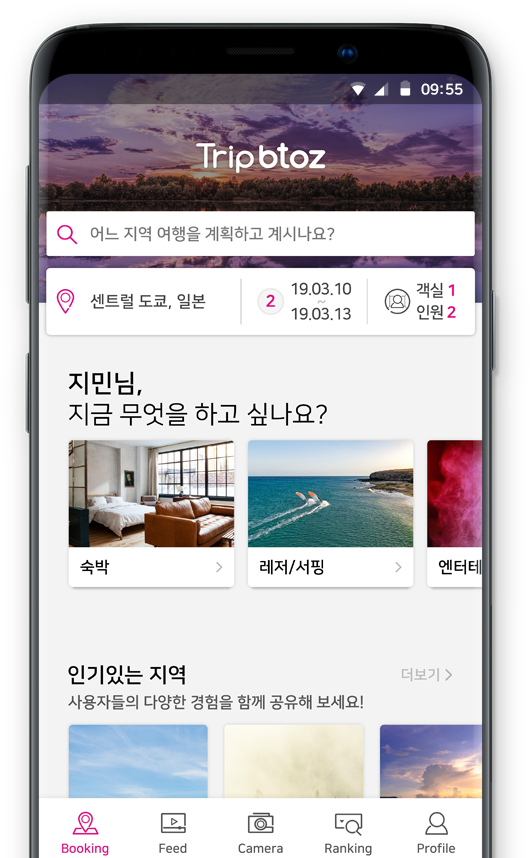 09:55
Tripbtoz
어느 지역 여행을 계획하고 계시나요?
센트럴 도쿄, 일본
2
19.03.10
~
19.03.13
객실 1
인원 2
지민님,
지금 무엇을 하고 싶나요?
숙박
레저/서핑
엔터테
인기있는 지역
더보기
사용자들의 다양한 경험을 함께 공유해 보세요!
Booking
Feed
Camera
Ranking
Profile